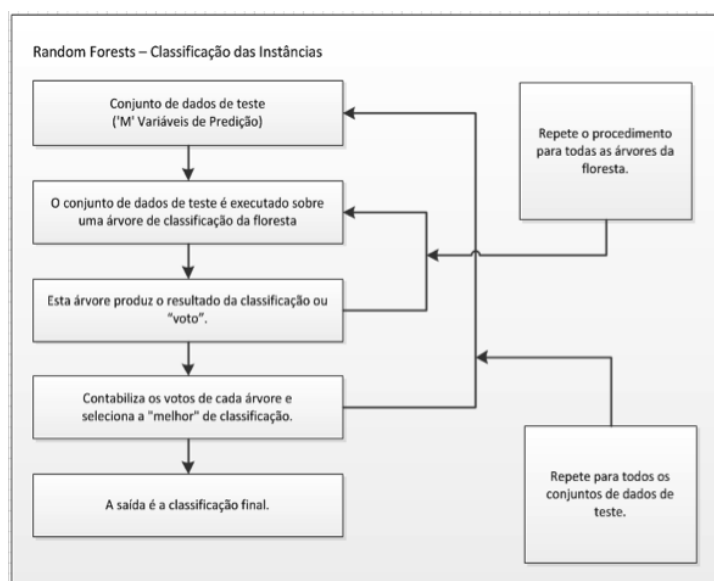 Random Forests – Classificação das Instâncias
Conjunto de dados de teste
('M' Variáveis de Predição)
O conjunto de dados de teste é executado sobre
uma árvore de classificação da floresta
Esta árvore produz o resultado da classificação ou
“voto”.
Contabiliza os votos de cada árvore e
seleciona a "melhor" de classificação.
A saída é a classificação final.
Repete o procedimento
para todas as árvores da
floresta.
Repete para todos os
conjuntos de dados de
teste.